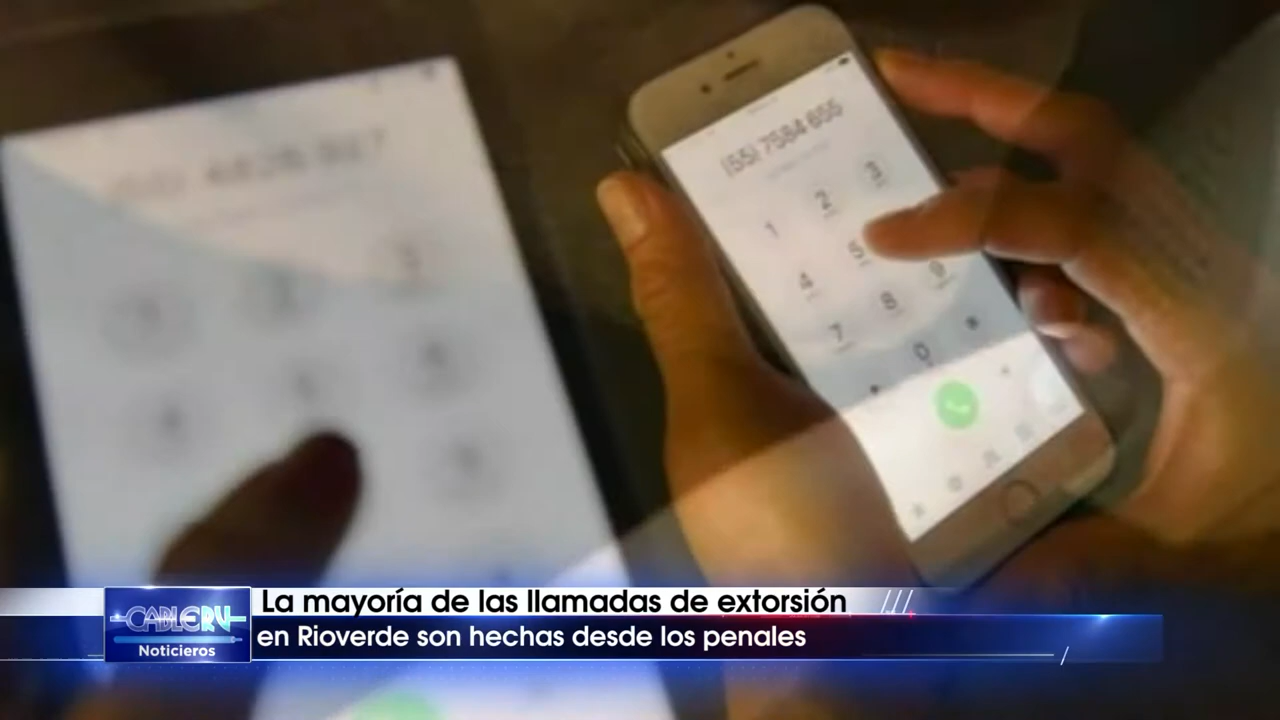 (55) 7584 655
1
2
3
4
5
6
7
8
9
0
La mayoría de las llamadas de extorsión
en Rioverde son hechas desde los penales
CABLERV
Noticieros